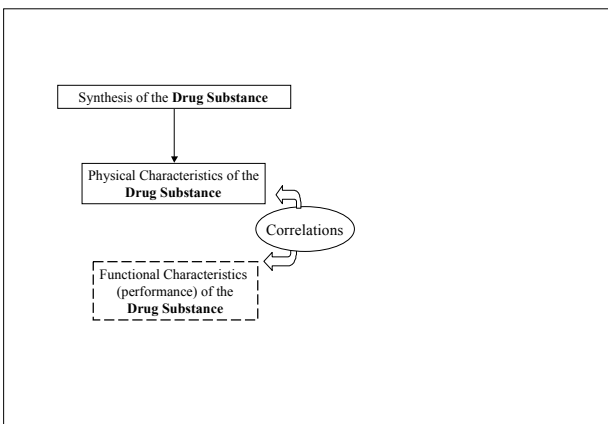 Synthesis of the Drug Substance
Physical Characteristics of the
Drug Substance
Correlations
Functional Characteristics
(performance) of the
Drug Substance